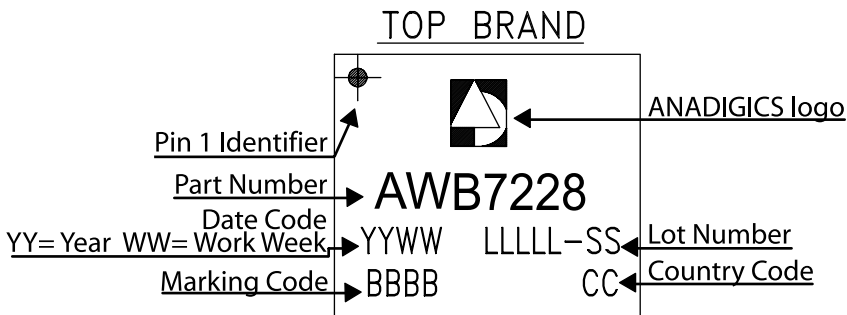 TOP BRAND
ANADIGICS logo
Pin 1 Identifier
Part Number
AWB7228
Date Code
YY= Year WW= Work Week
YYWW LLLLL-SS
Lot Number
Marking Code
BBBB CC
Country Code